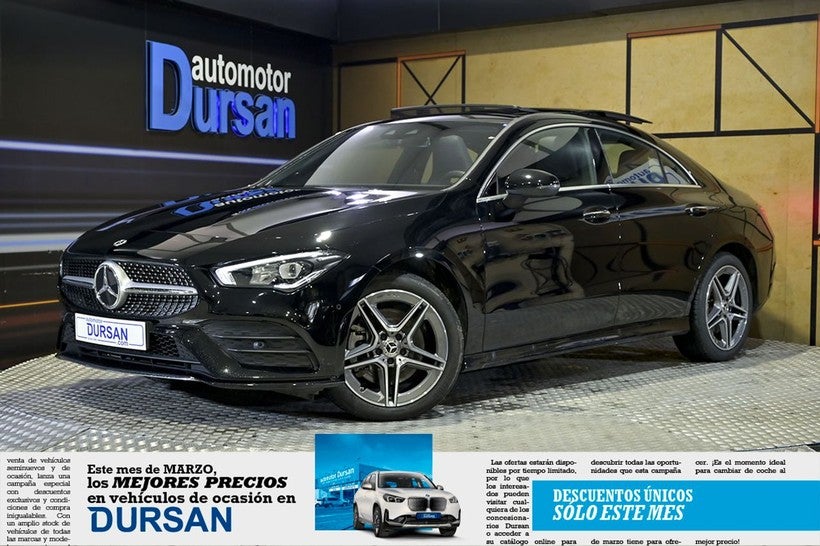 automotor
Dursan
automotor
DURSAN
.com
venta de vehículos
seminuevos y de
ocasión, lanza una
campaña especial
con descuentos
exclusivos y condi-
ciones de compra
inigualables. Con
un amplio stock de
vehículos de todas
las marcas y mode-
Este mes de MARZO,
los MEJORES PRECIOS
en vehículos de ocasión en
DURSAN
automotor Dursan
Las ofertas estarán dispo-
nibles por tiempo limitado,
por lo que
los interesa-
dos pueden
visitar cual-
quiera de los
concesiona-
rios Dursan
o acceder a
su catálogo online para
descubrir todas las oportu-
nidades que esta campaña
de marzo tiene para ofre-
cer. ¡Es el momento ideal
para cambiar de coche al
mejor precio!
DESCUENTOS ÚNICOS
SÓLO ESTE MES